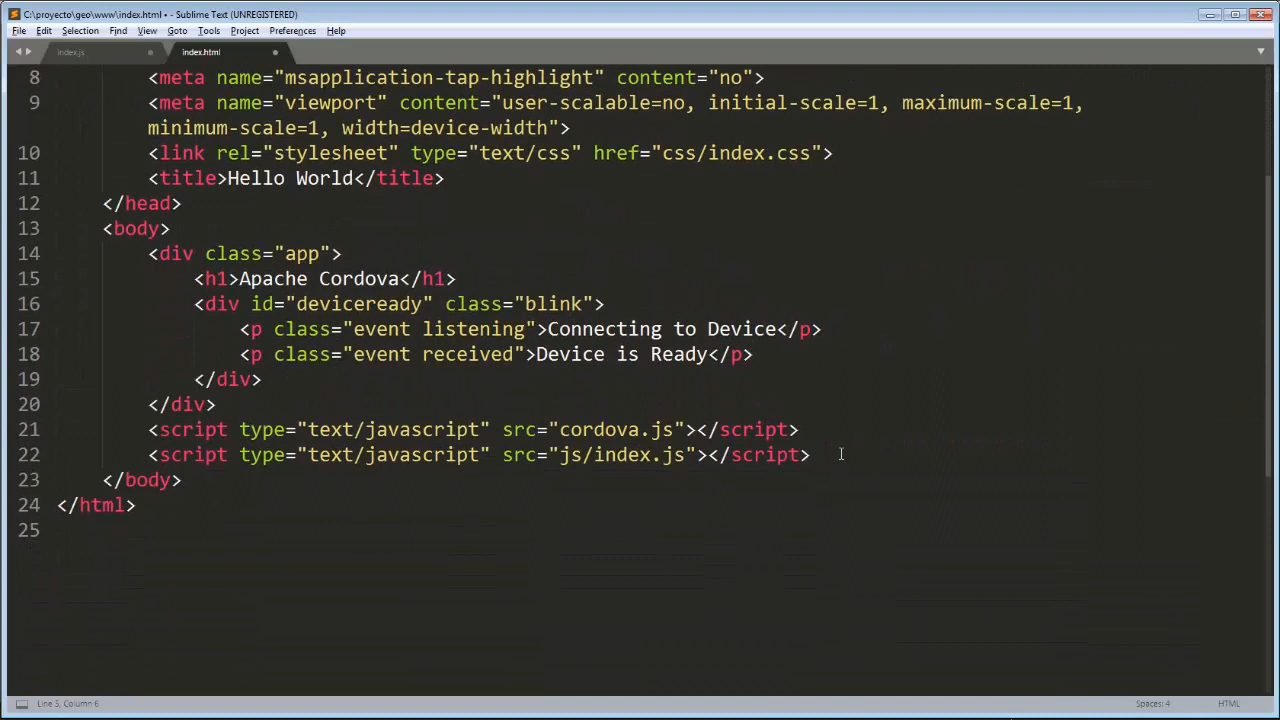 C:\proyecto\geo\www\index.html • - Sublime Text (UNREGISTERED)
File Edit Selection Find View Goto Tools Project Preferences Help
index.js index.html
8 <meta name="msapplication-tap-highlight" content="no">
9 <meta name="viewport" content="user-scalable=no, initial-scale=1, maximum-scale=1,
minimum-scale=1, width=device-width">
10 <link rel="stylesheet" type="text/css" href="css/index.css">
11 <title>Hello World</title>
12 </head>
13 <body>
14 <div class="app">
15 <h1>Apache Cordova</h1>
16 <div id="deviceready" class="blink">
17 <p class="event listening">Connecting to Device</p>
18 <p class="event received">Device is Ready</p>
19 </div>
20 </div>
21 <script type="text/javascript" src="cordova.js"></script>
22 <script type="text/javascript" src="js/index.js"></script>
23 </body>
24 </html>
25
Line 5, Column 6 Spaces: 4 HTML